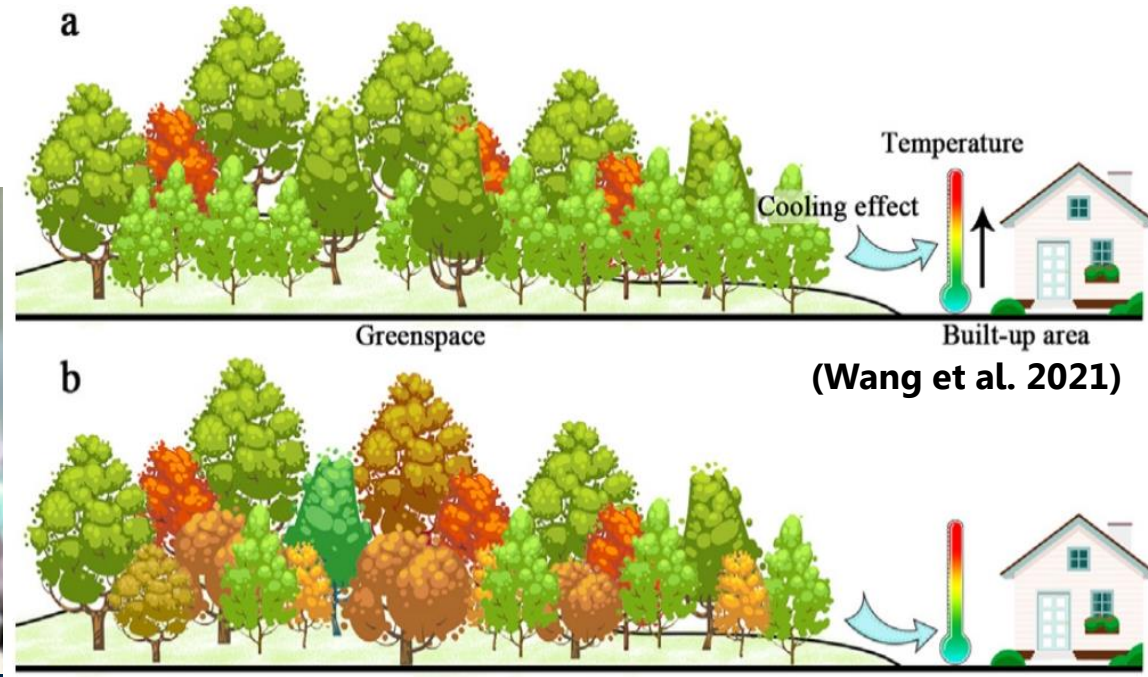 a
Temperature
Cooling effect
Greenspace
Built-up area
b
(Wang et al. 2021)